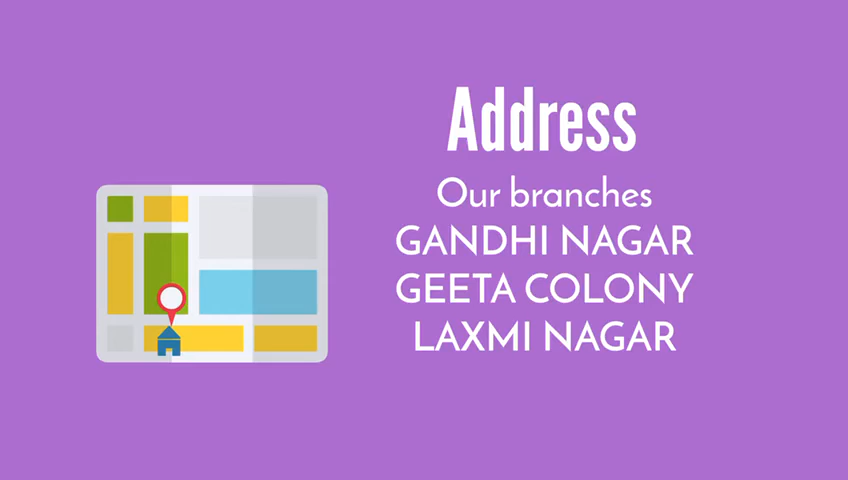 Address
Our branches
GANDHI NAGAR
GEETA COLONY
LAXMI NAGAR